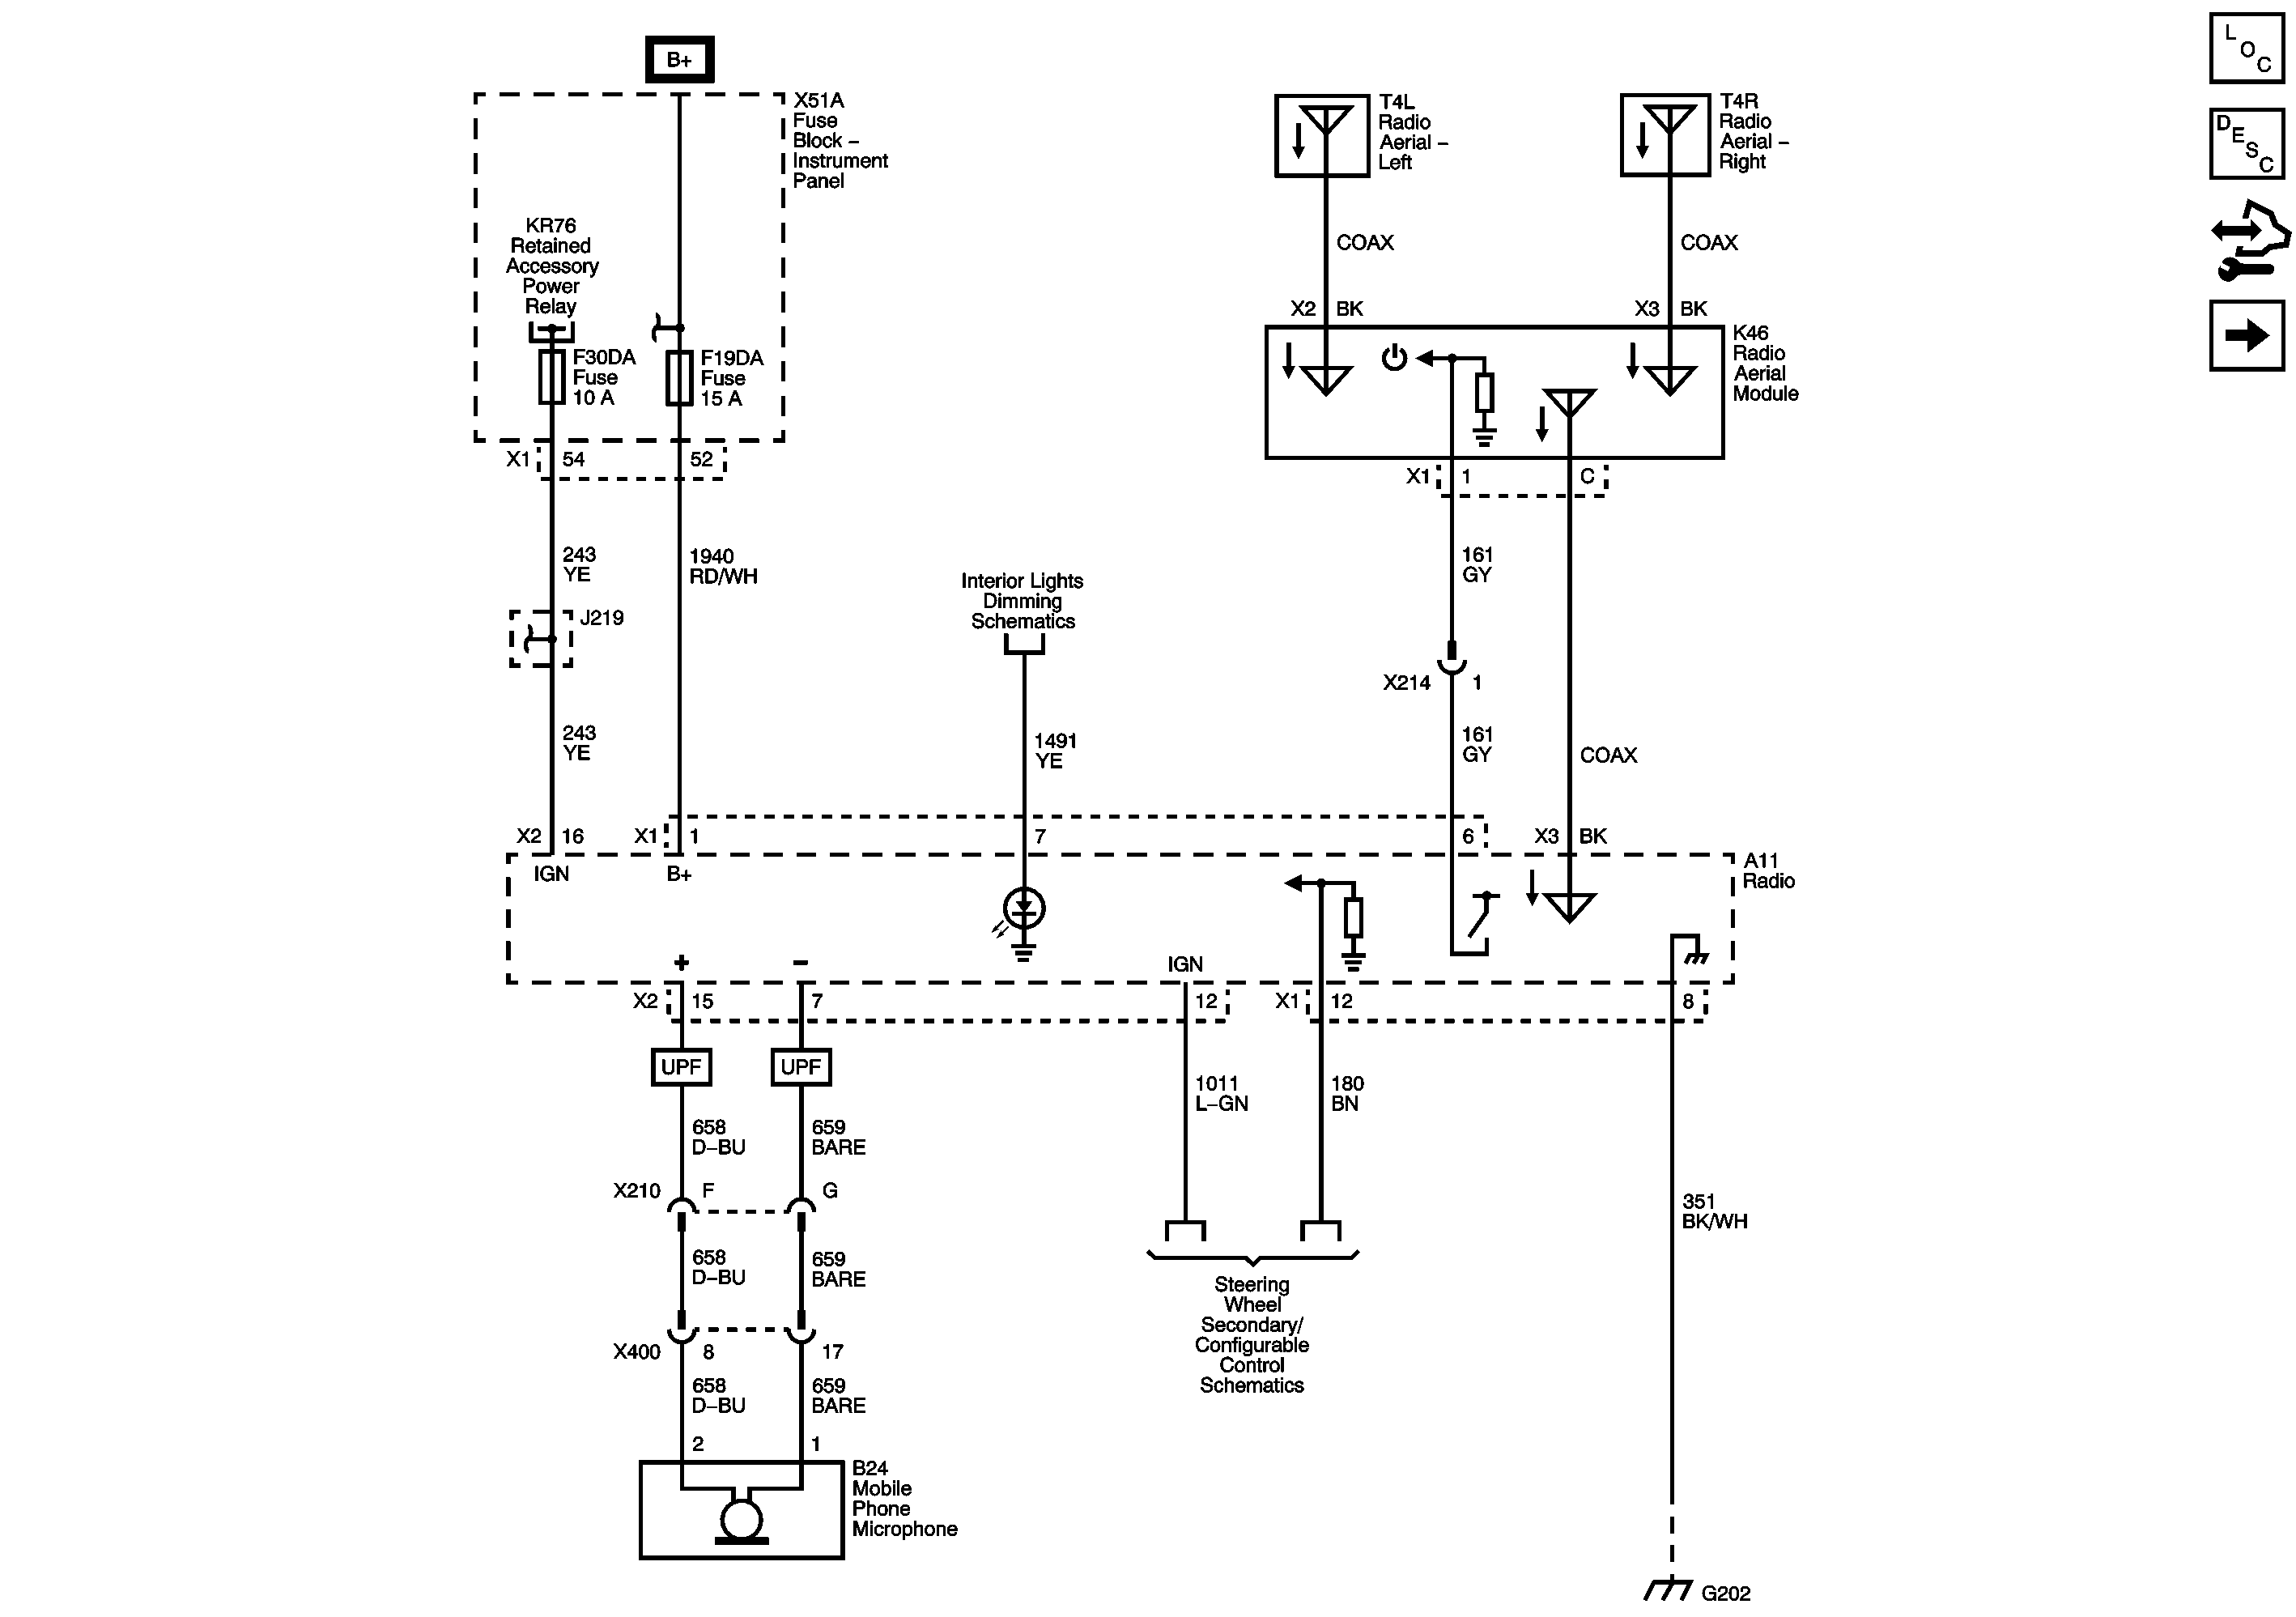 B+
X51A
Fuse
Block –
Instrument
Panel
KR76
Retained
Accessory
Power
Relay
F30DA
Fuse
10 A
F19DA
Fuse
15 A
X1
54
52
243
YE
1940
RD/WH
J219
243
YE
Interior Lights
Dimming
Schematics
1491
YE
T4L
Radio
Aerial –
Left
T4R
Radio
Aerial –
Right
COAX
COAX
X2
BK
X3
BK
K46
Radio
Aerial
Module
X1
1
C
161
GY
X214
1
161
GY
COAX
X2
16
X1
1
7
6
X3
BK
A11
Radio
IGN
B+
+
–
IGN
X2
15
7
12
X1
12
8
UPF
UPF
658
D–BU
659
BARE
1011
L–GN
180
BN
X210
F
G
351
BK/WH
658
D–BU
659
BARE
Steering
Wheel
Secondary/
Configurable
Control
Schematics
X400
8
17
658
D–BU
659
BARE
2
1
B24
Mobile
Phone
Microphone
G202
LOC
DESC